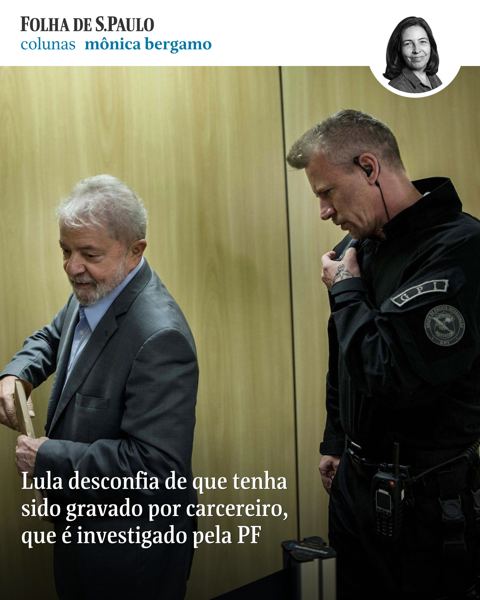 FOLHA DE S.PAULO
colunas mônica bergamo
GPI
Lula desconfia de que tenha
sido gravado por carcereiro,
que é investigado pela PF